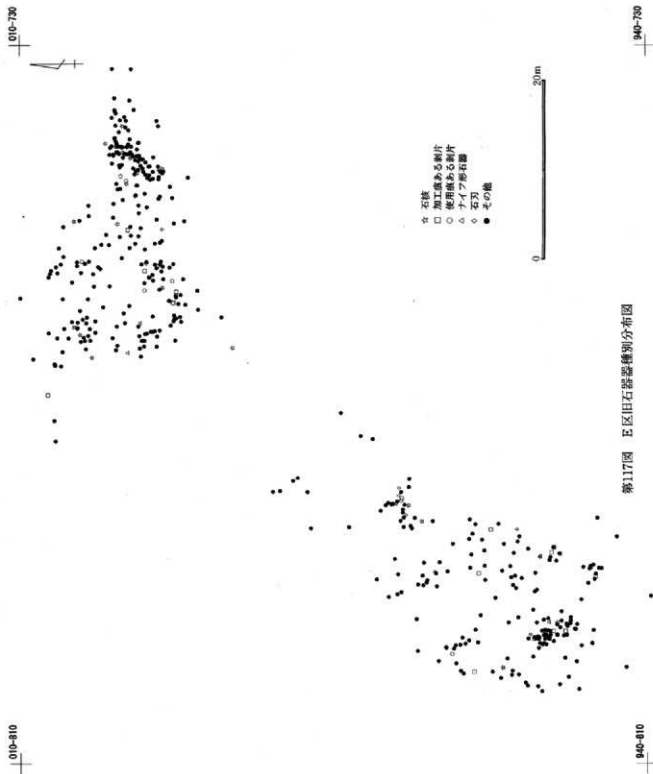 010-810
010-730
☆ 石核
□ 加工痕ある剥片
○ 使用痕ある剥片
△ ナイフ形石器
◇ 石刃
● その他
0
20m
第117図 E区旧石器器種別分布図
940-810
940-730